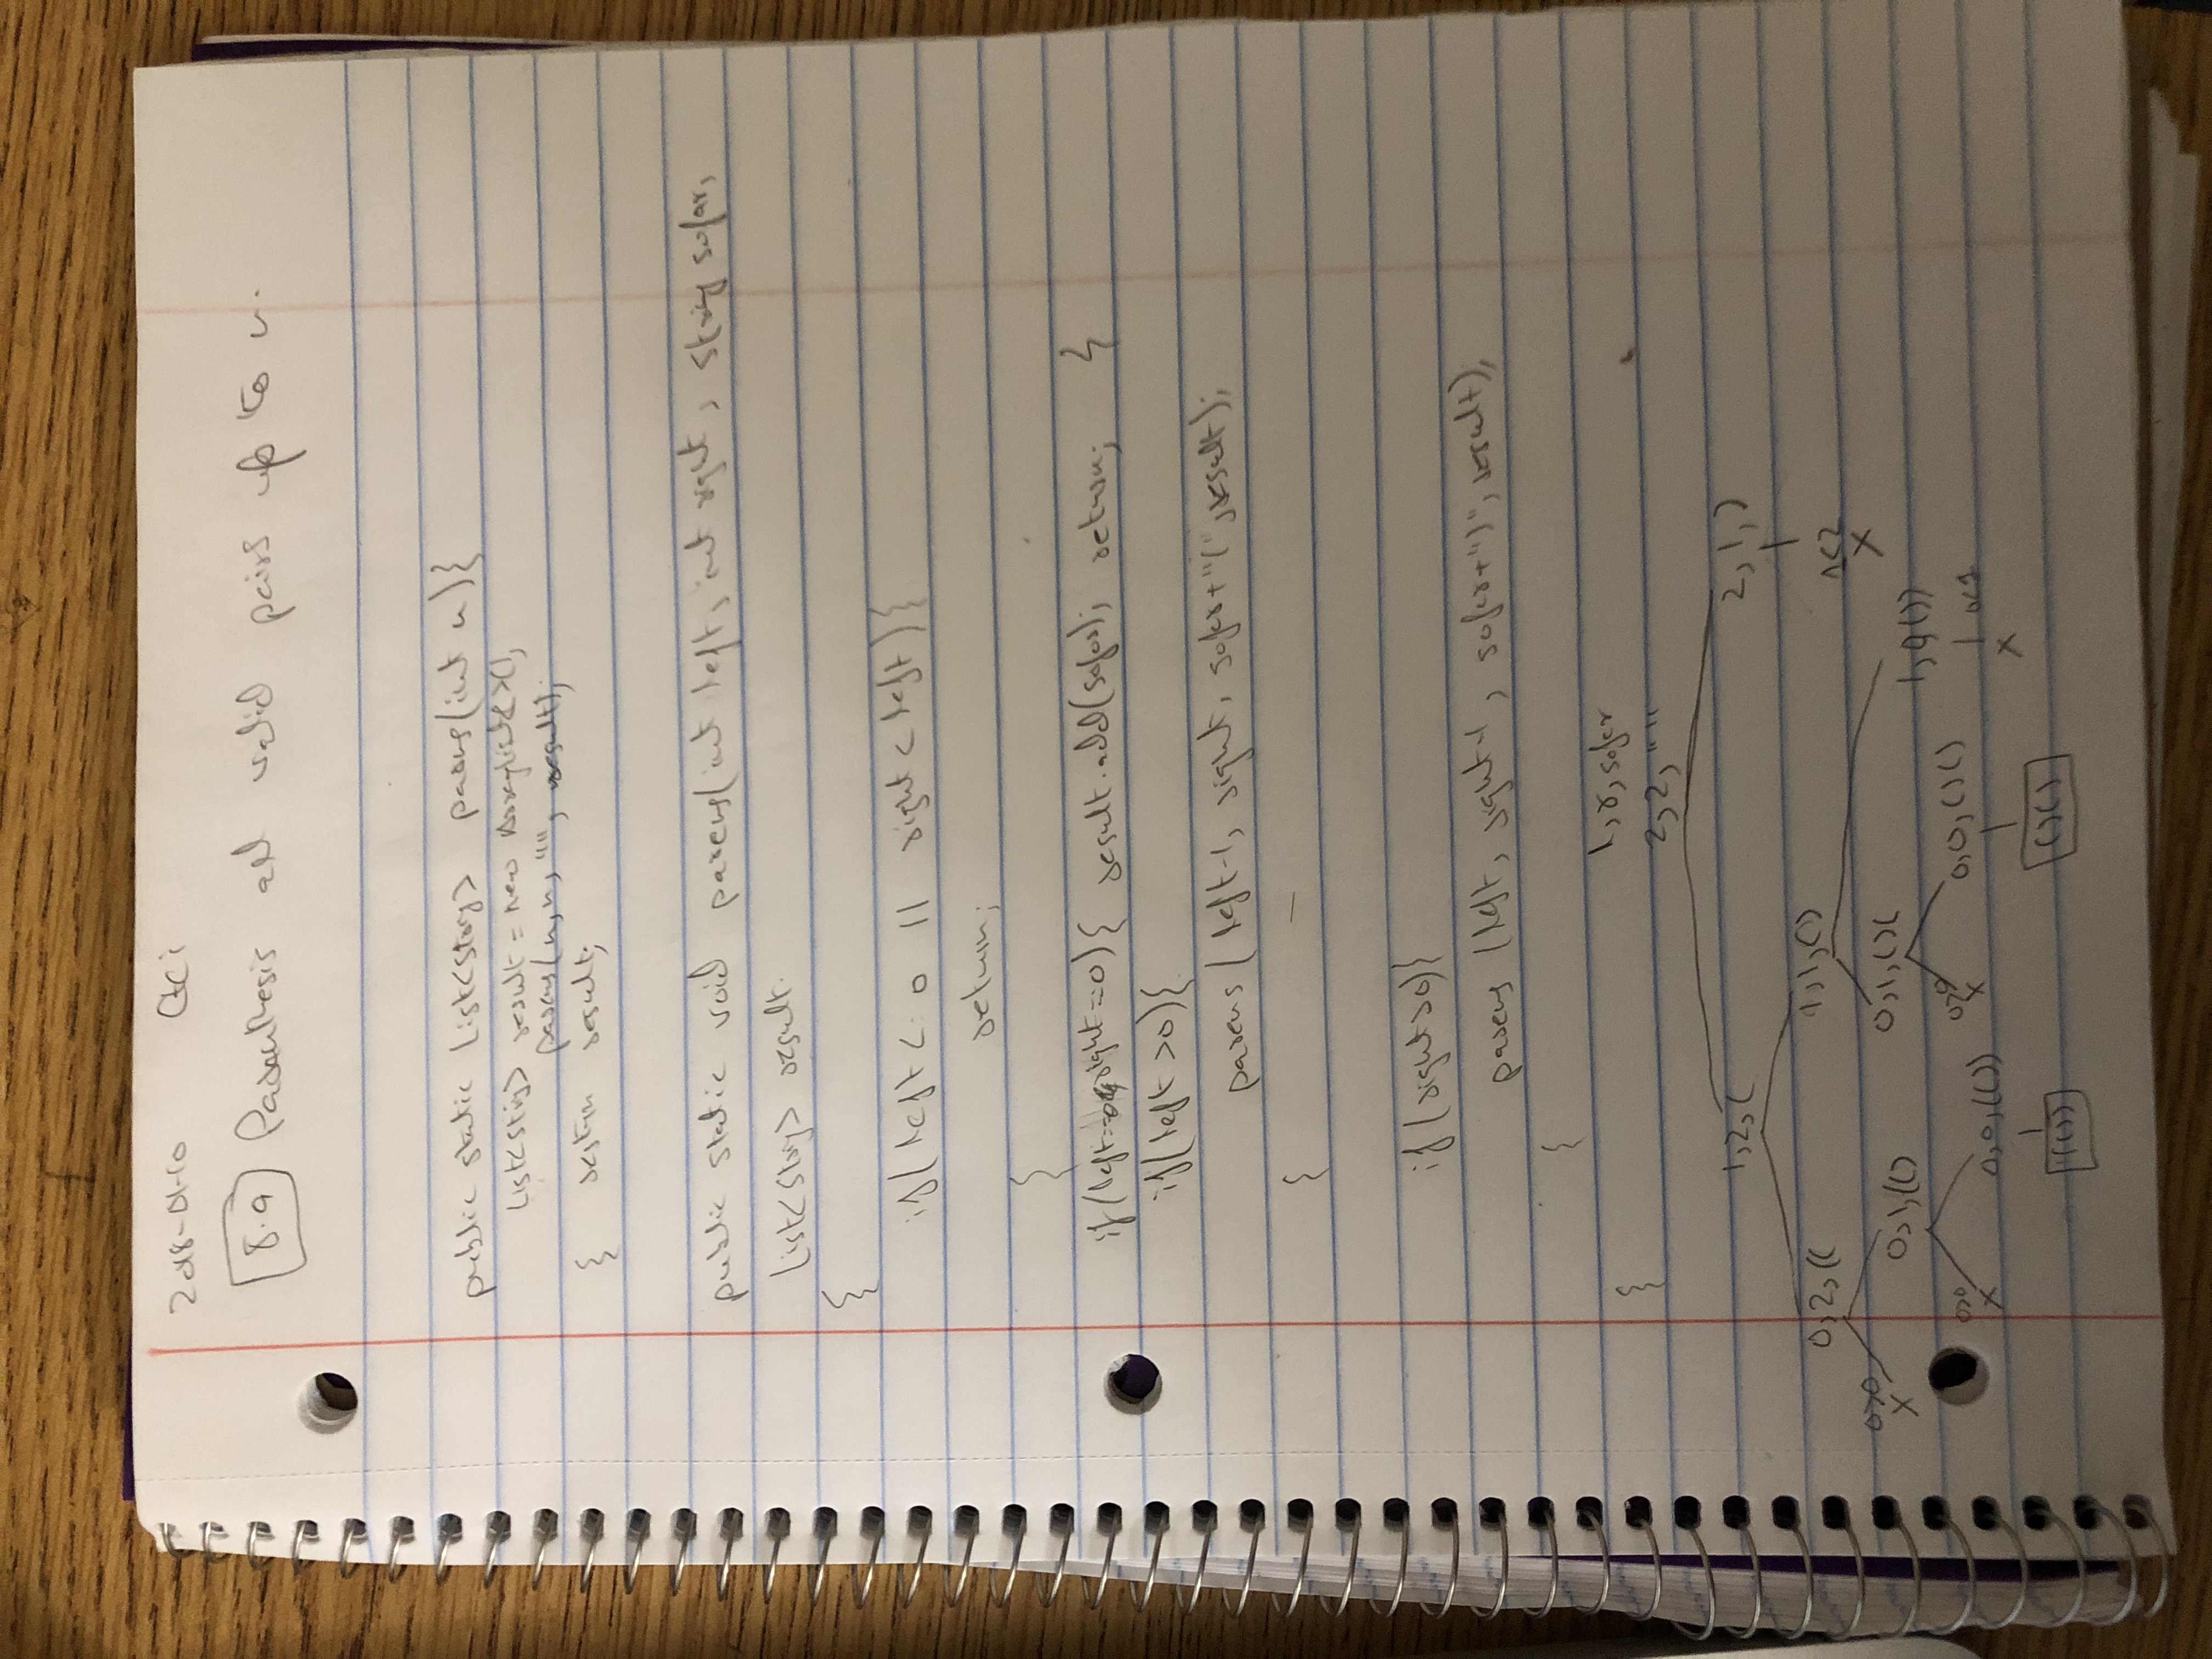 2018-01-10 CtCi
8.9 Parenthesis all valid pairs up to n.
public static List<String> parens(int n){
List<String> result = new ArrayList<>();
parens(n,n, "", result);
} return result;
public static void parens(int left, int right, string sofar,
List<String> result.
{
if(left < 0 || right < left){
return;
}
if(left==0&&right==0){ result.add(sofar); return; }
if(left >0){
parens(left-1, right, sofar+"(", result);
}
if(right>0){
parens (left, right-1, sofar+")", result);
}
}
l, r, sofar
2,2, ""
1,2,( 2,1,)
0,2,(( 1,1,()
1<2
0>0 X 0,1,(() 0,1,()( X
1,0,())
0>0 X 0,0,(()) 0>0 X 0,0,()() 0<1
X
(()) ()()